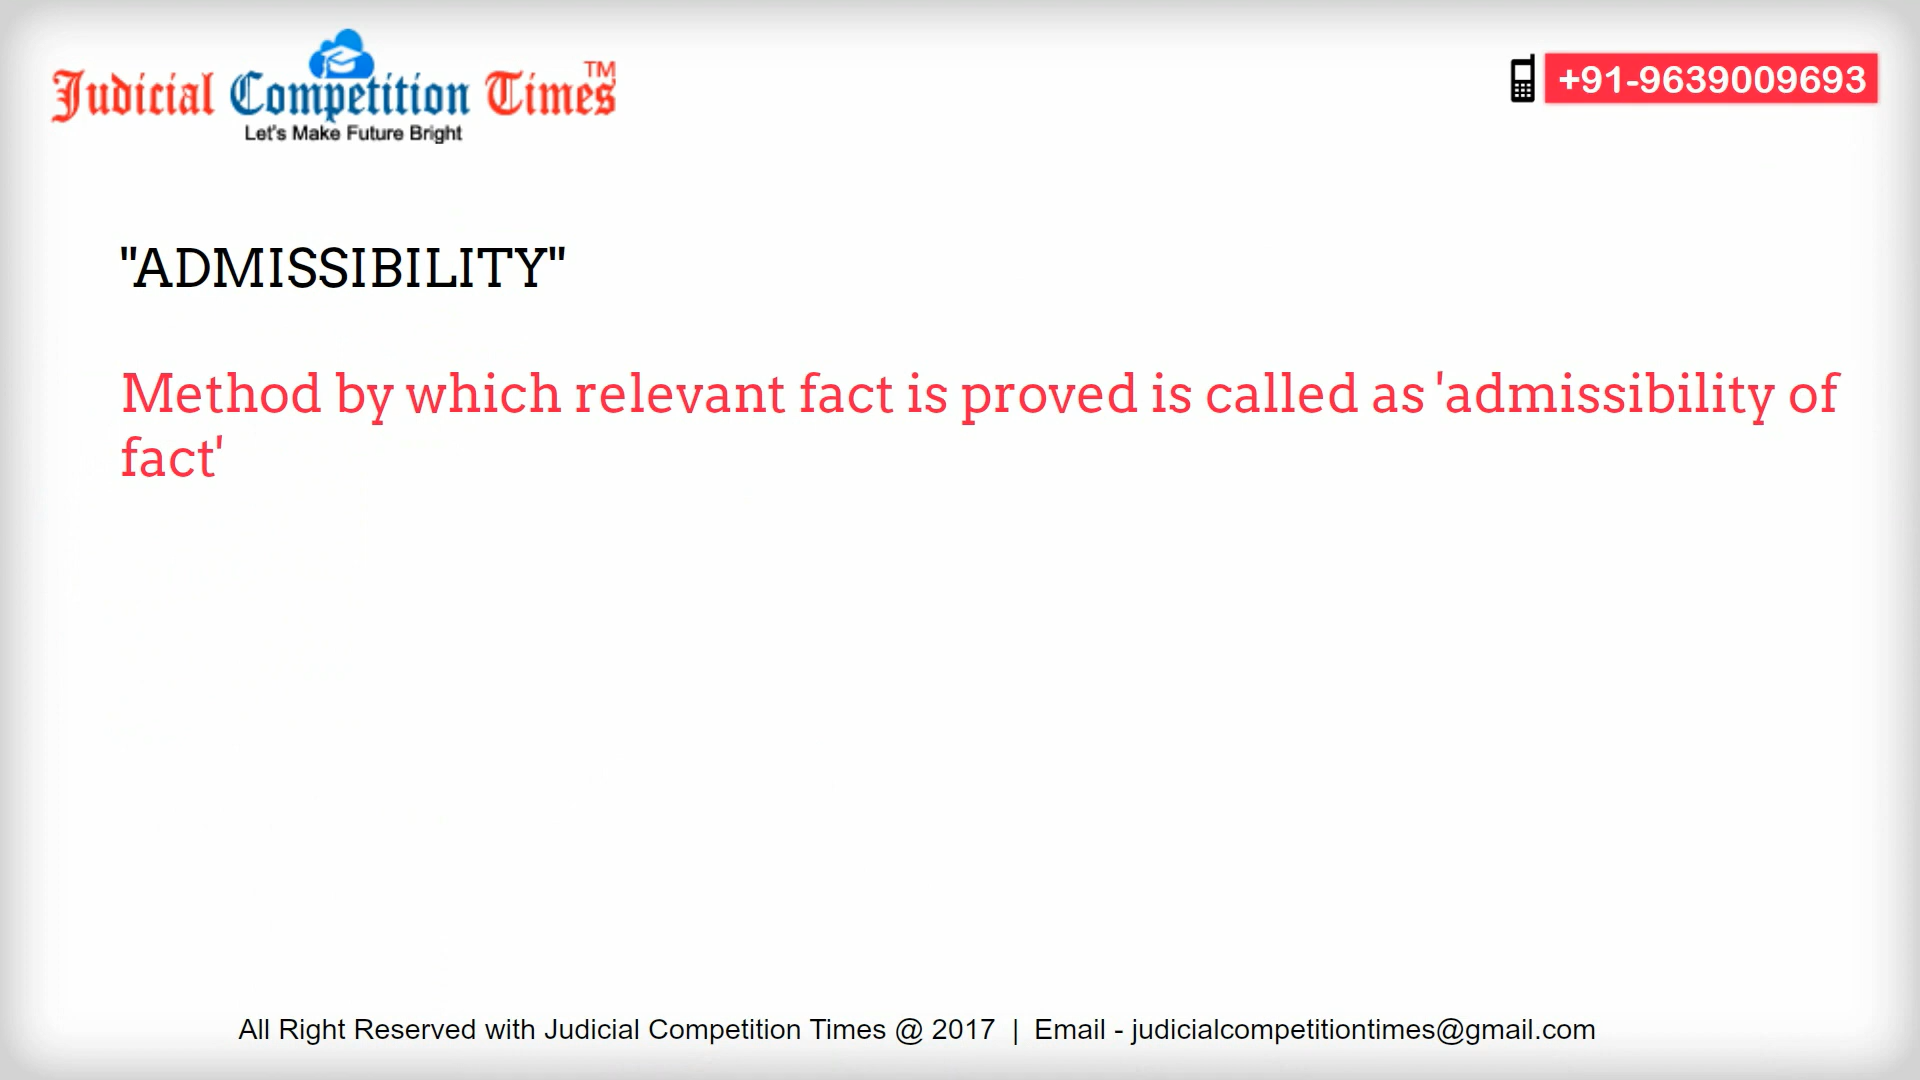 Judicial Competition Times™
Let's Make Future Bright
+91-9639009693
"ADMISSIBILITY"
Method by which relevant fact is proved is called as 'admissibility of
fact'
All Right Reserved with Judicial Competition Times @ 2017 | Email - judicialcompetitiontimes@gmail.com